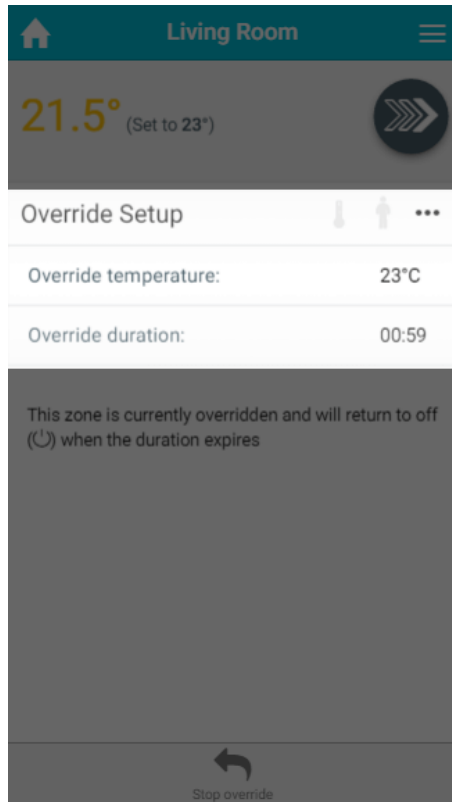 Living Room
21.5° (Set to 23°)
Override Setup
Override temperature: 23°C
Override duration: 00:59
This zone is currently overridden and will return to off
(⏻) when the duration expires
Stop override